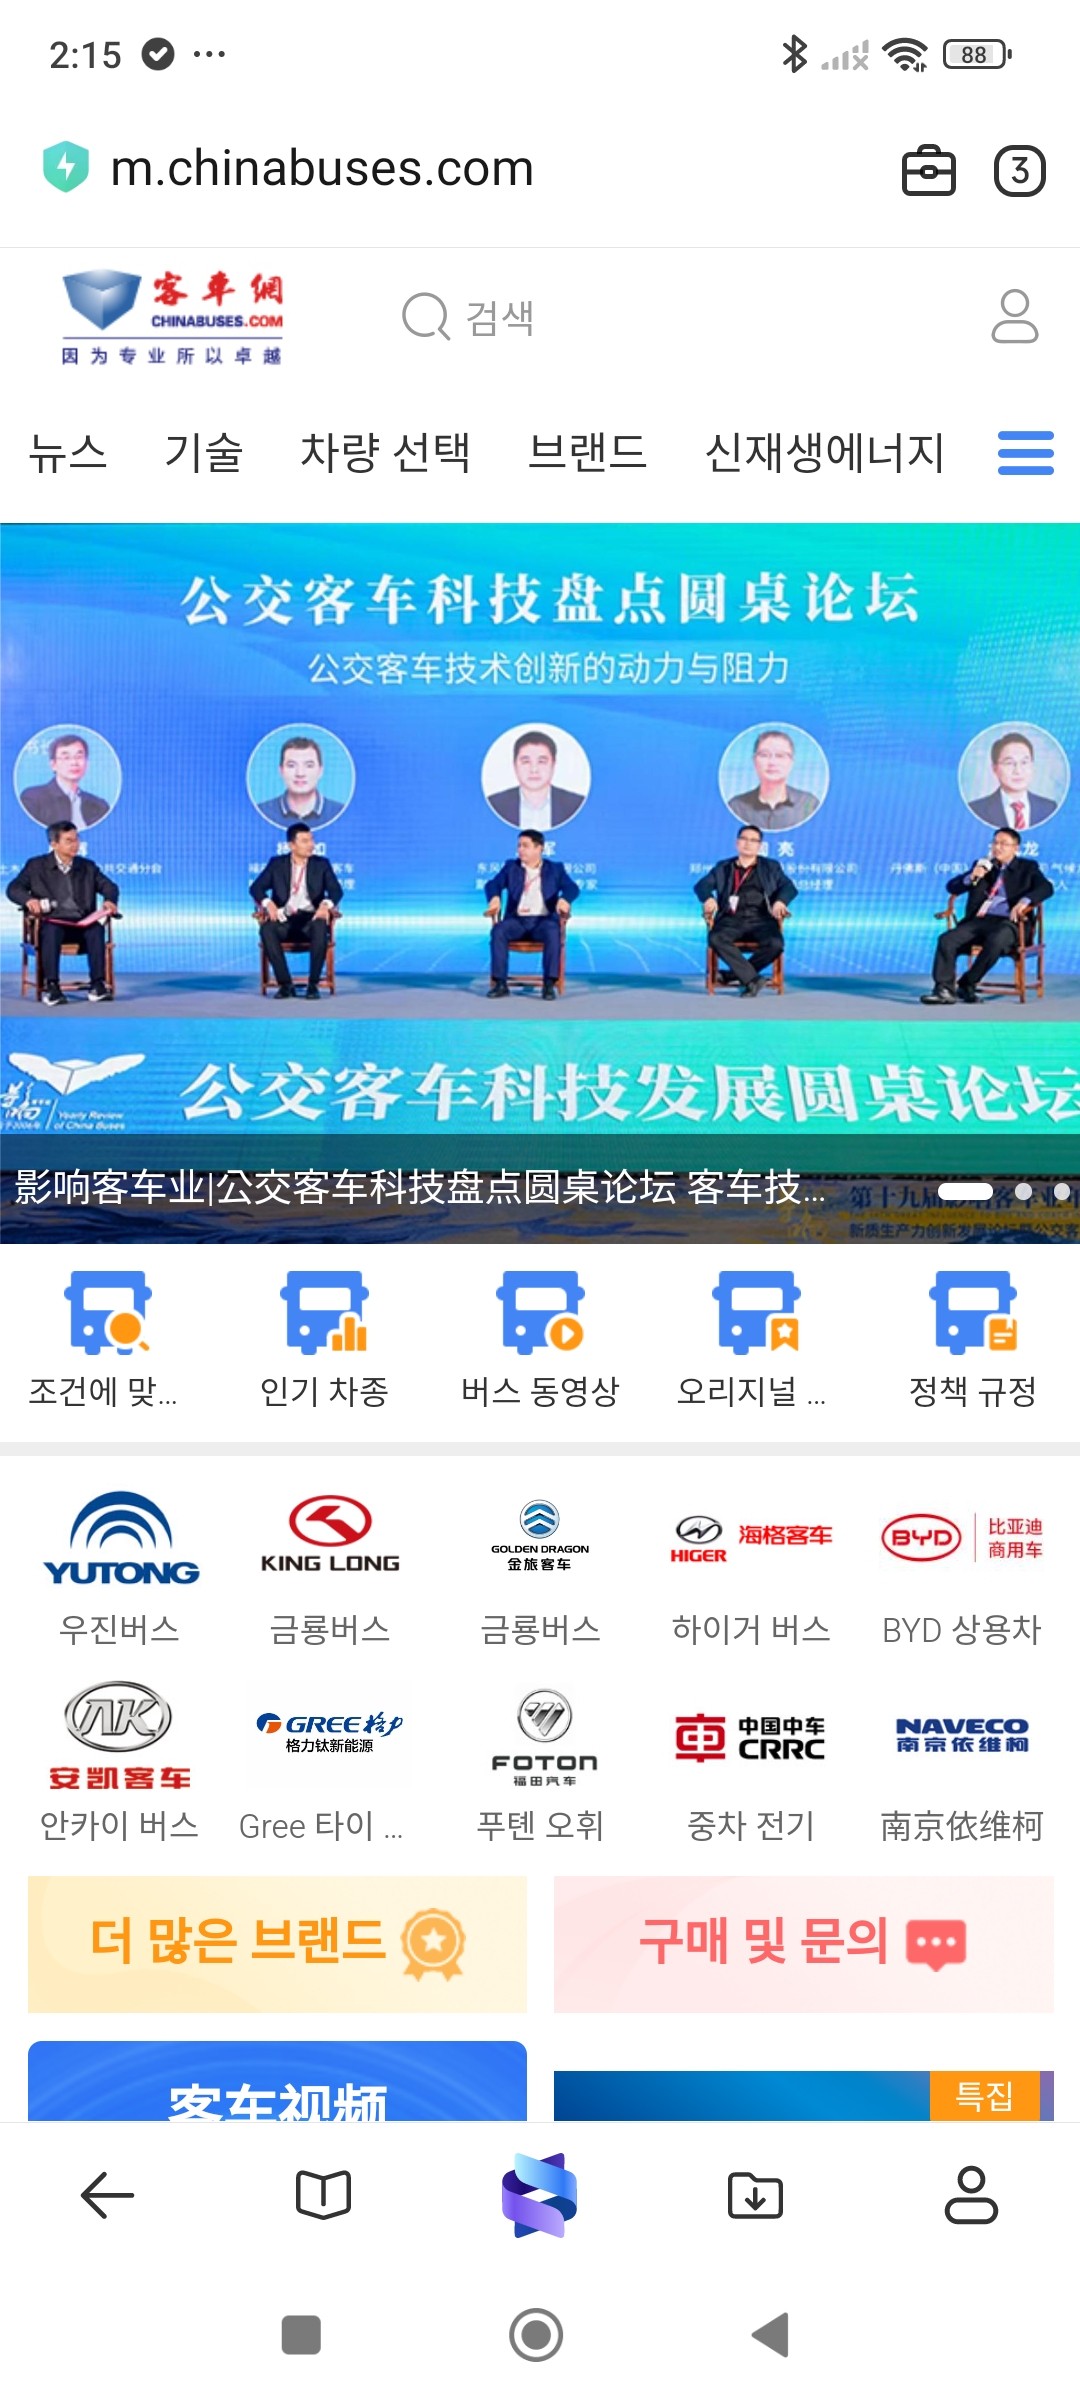 2:15
88
m.chinabuses.com
3
客車網
CHINABUSES.COM
因为专业所以卓越
검색
뉴스 기술 차량 선택 브랜드 신재생에너지
公交客车科技盘点圆桌论坛
公交客车技术创新的动力与阻力
公交客车科技发展圆桌论坛
Yearly Review
of China Buses
影响客车业|公交客车科技盘点圆桌论坛 客车技...
조건에 맞... 인기 차종 버스 동영상 오리지널 ... 정책 규정
YUTONG
KING LONG
GOLDEN DRAGON
金旅客车
HIGER 海格客车
BYD 比亚迪
商用车
우진버스 금룡버스 금룡버스 하이거 버스 BYD 상용차
AK
安凯客车
GREE 格力
格力钛新能源
FOTON
福田汽车
中国中车
CRRC
NAVECO
南京依维柯
안카이 버스 Gree 타이 ... 푸톈 오휘 중차 전기 南京依维柯
더 많은 브랜드 구매 및 문의
客车视频
특집